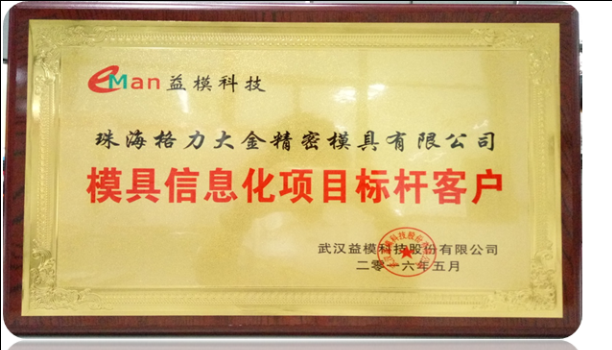 eMan益模科技
珠海格力大金精密模具有限公司
模具信息化项目标杆客户
武汉益模科技股份有限公司
二零一六年五月